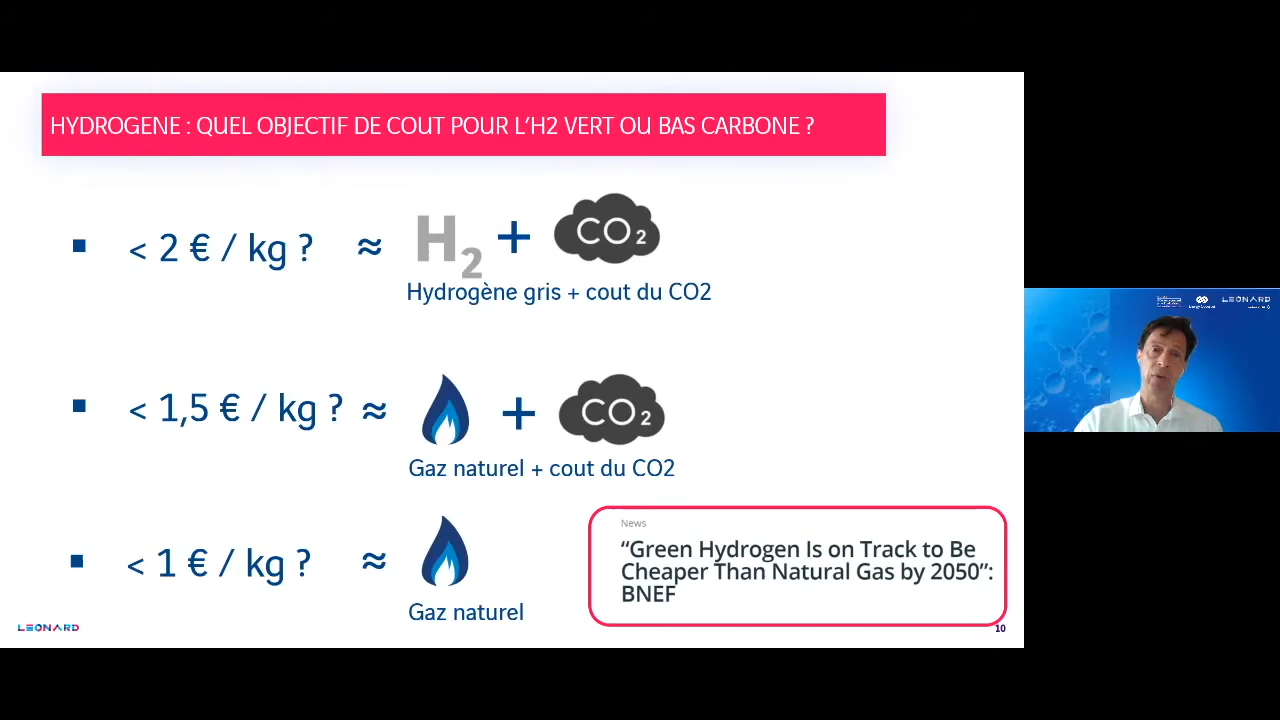 HYDROGENE : QUEL OBJECTIF DE COUT POUR L'H2 VERT OU BAS CARBONE ?
▪ < 2 € / kg ? ≈ H2 + CO2
Hydrogène gris + cout du CO2
▪ < 1,5 € / kg ? ≈ + CO2
Gaz naturel + cout du CO2
▪ < 1 € / kg ? ≈
Gaz naturel
News
“Green Hydrogen Is on Track to Be
Cheaper Than Natural Gas by 2050”:
BNEF
LEONARD
10
LEONARD